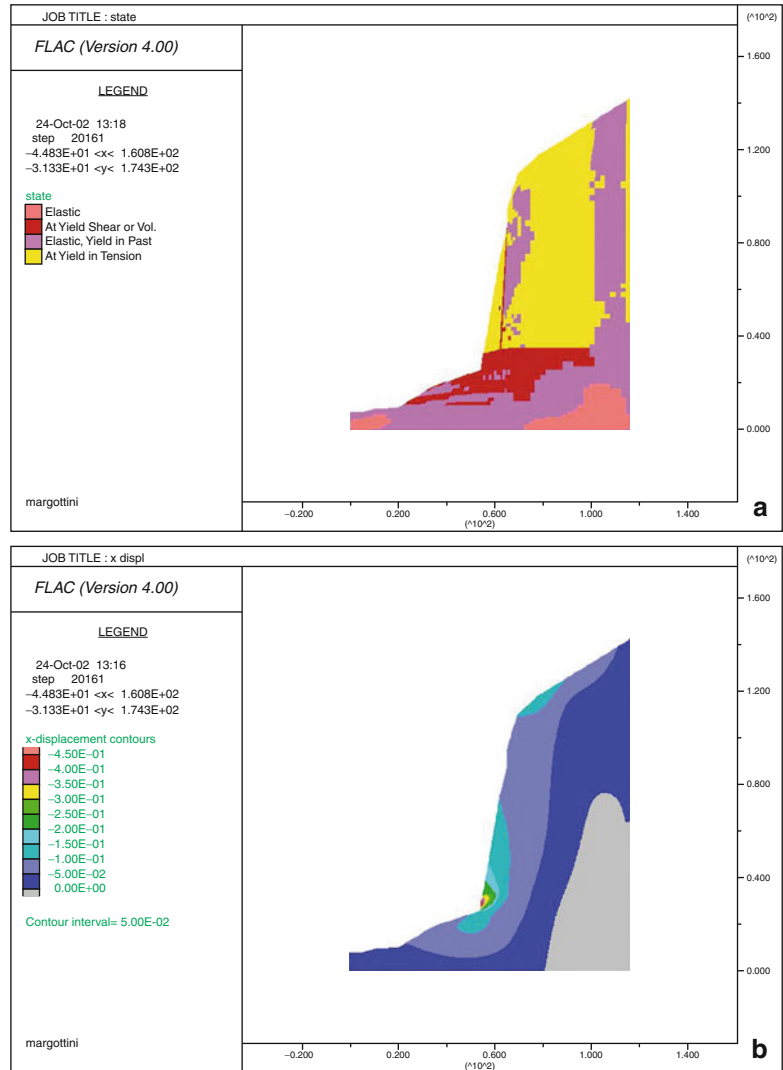 JOB TITLE : state
(^10^2)
FLAC (Version 4.00)
LEGEND
24-Oct-02 13:18
step 20161
-4.483E+01 <x< 1.608E+02
-3.133E+01 <y< 1.743E+02
state
Elastic
At Yield Shear or Vol.
Elastic, Yield in Past
At Yield in Tension
margottini
1.600
1.200
0.800
0.400
0.000
-0.200 0.200 0.600 1.000 1.400
(^10^2)
a
JOB TITLE : x displ
(^10^2)
FLAC (Version 4.00)
LEGEND
24-Oct-02 13:16
step 20161
-4.483E+01 <x< 1.608E+02
-3.133E+01 <y< 1.743E+02
x-displacement contours
-4.50E-01
-4.00E-01
-3.50E-01
-3.00E-01
-2.50E-01
-2.00E-01
-1.50E-01
-1.00E-01
-5.00E-02
0.00E+00
Contour interval= 5.00E-02
margottini
1.600
1.200
0.800
0.400
0.000
-0.200 0.200 0.600 1.000 1.400
(^10^2)
b